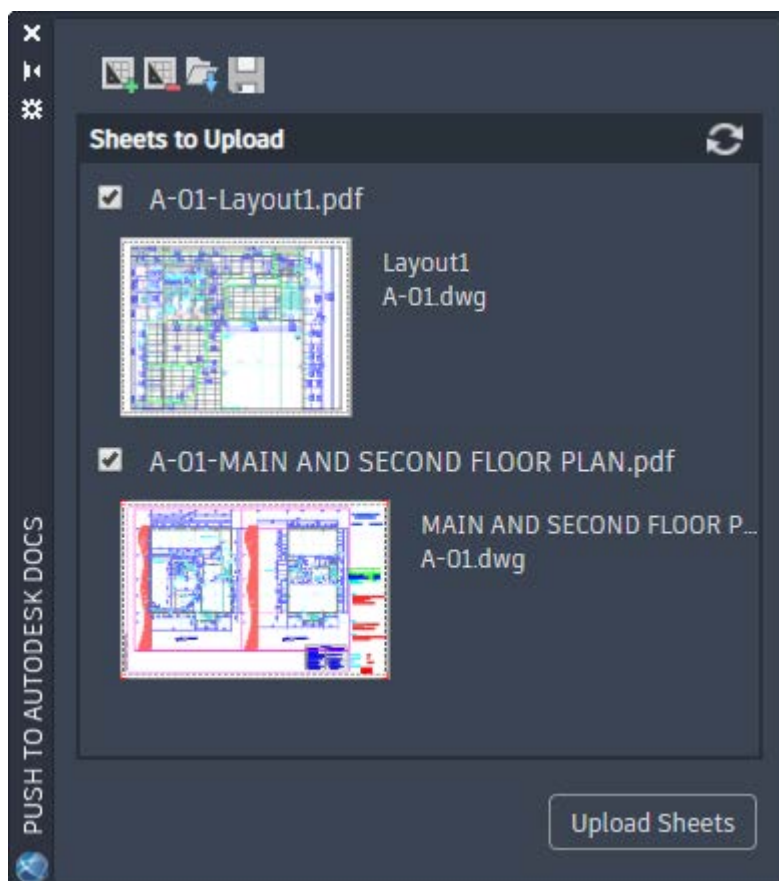 Sheets to Upload
A-01-Layout1.pdf
Layout1
A-01.dwg
A-01-MAIN AND SECOND FLOOR PLAN.pdf
MAIN AND SECOND FLOOR P...
A-01.dwg
PUSH TO AUTODESK DOCS
Upload Sheets